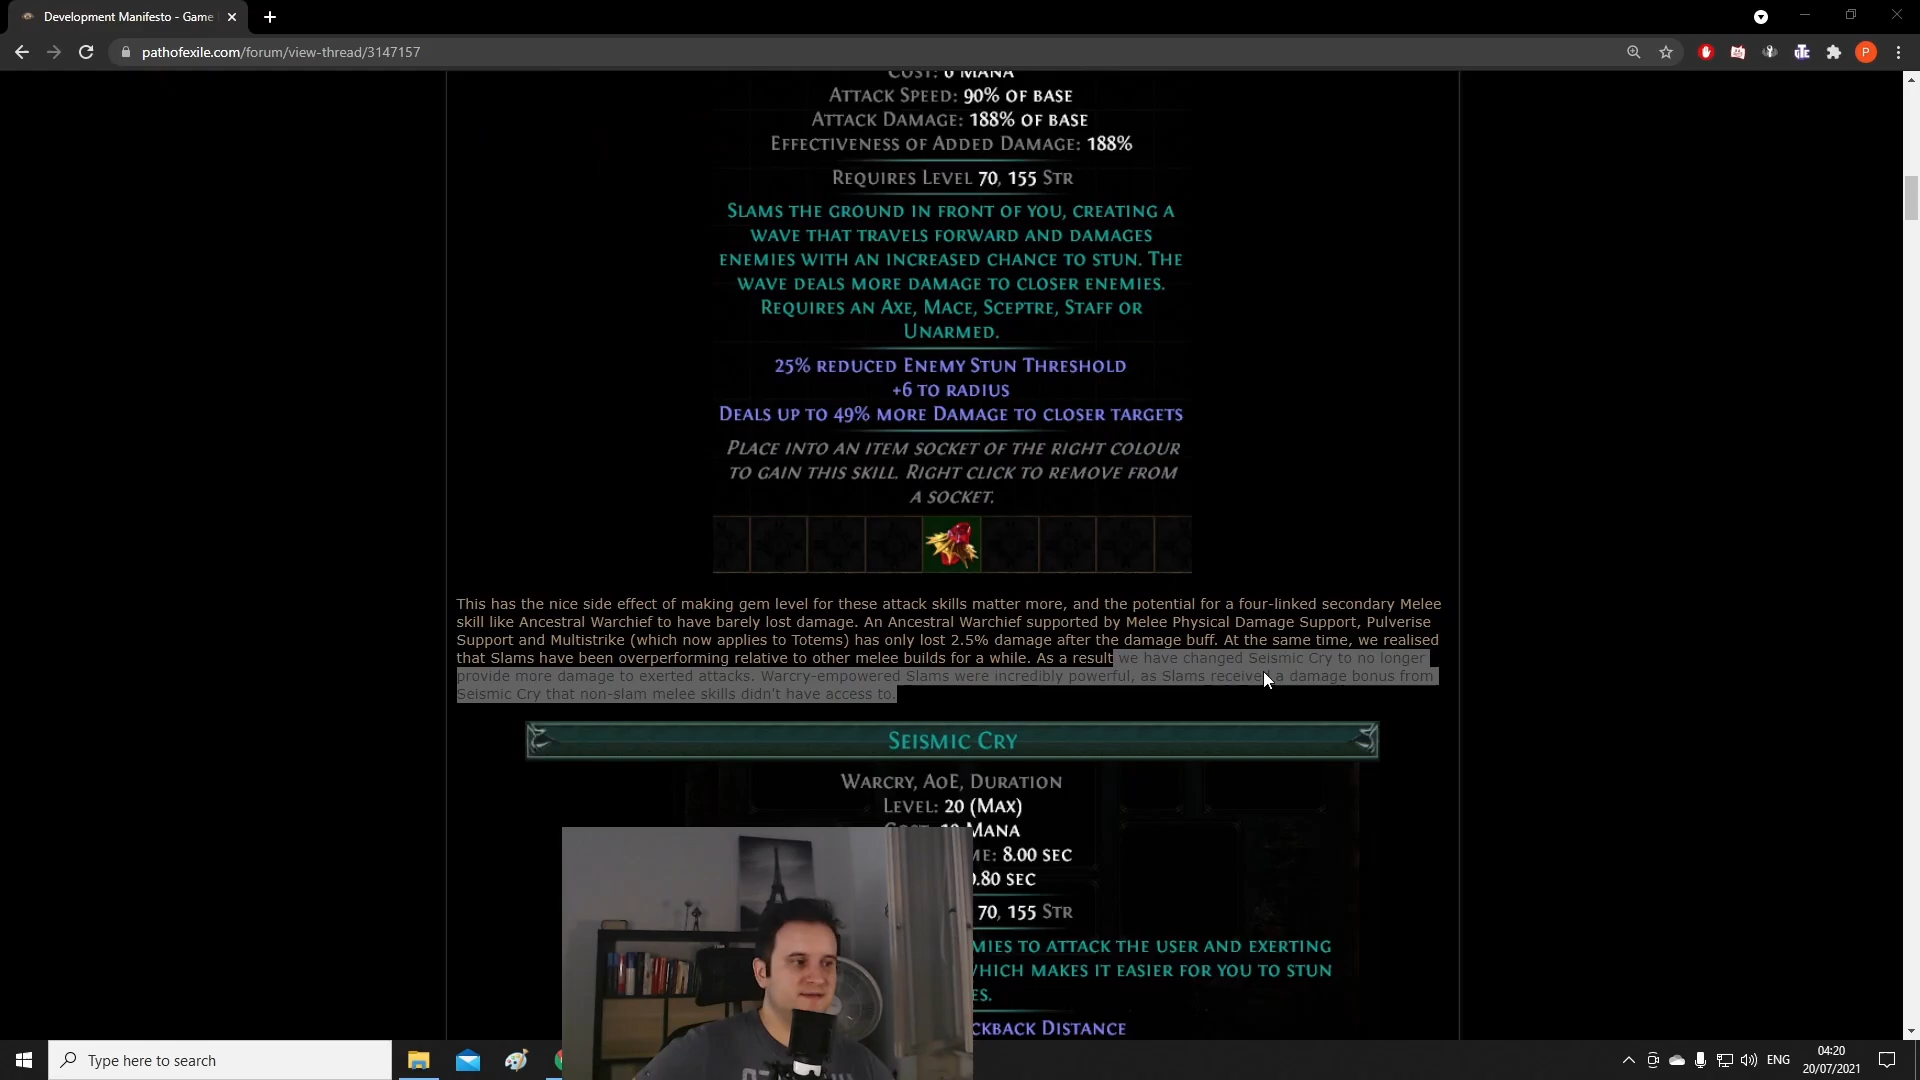 Development Manifesto - Game
pathofexile.com/forum/view-thread/3147157
P
COST: 6 MANA
ATTACK SPEED: 90% OF BASE
ATTACK DAMAGE: 188% OF BASE
EFFECTIVENESS OF ADDED DAMAGE: 188%
REQUIRES LEVEL 70, 155 STR
SLAMS THE GROUND IN FRONT OF YOU, CREATING A
WAVE THAT TRAVELS FORWARD AND DAMAGES
ENEMIES WITH AN INCREASED CHANCE TO STUN. THE
WAVE DEALS MORE DAMAGE TO CLOSER ENEMIES.
REQUIRES AN AXE, MACE, SCEPTRE, STAFF OR
UNARMED.
25% REDUCED ENEMY STUN THRESHOLD
+6 TO RADIUS
DEALS UP TO 49% MORE DAMAGE TO CLOSER TARGETS
PLACE INTO AN ITEM SOCKET OF THE RIGHT COLOUR
TO GAIN THIS SKILL. RIGHT CLICK TO REMOVE FROM
A SOCKET.
This has the nice side effect of making gem level for these attack skills matter more, and the potential for a four-linked secondary Melee
skill like Ancestral Warchief to have barely lost damage. An Ancestral Warchief supported by Melee Physical Damage Support, Pulverise
Support and Multistrike (which now applies to Totems) has only lost 2.5% damage after the damage buff. At the same time, we realised
that Slams have been overperforming relative to other melee builds for a while. As a result we have changed Seismic Cry to no longer
provide more damage to exerted attacks. Warcry-empowered Slams were incredibly powerful, as Slams receive a damage bonus from
Seismic Cry that non-slam melee skills didn't have access to.
SEISMIC CRY
WARCRY, AOE, DURATION
LEVEL: 20 (MAX)
MANA
ME: 8.00 SEC
0.80 SEC
70, 155 STR
MIES TO ATTACK THE USER AND EXERTING
WHICH MAKES IT EASIER FOR YOU TO STUN
ES.
CKBACK DISTANCE
Type here to search
ENG
04:20
20/07/2021